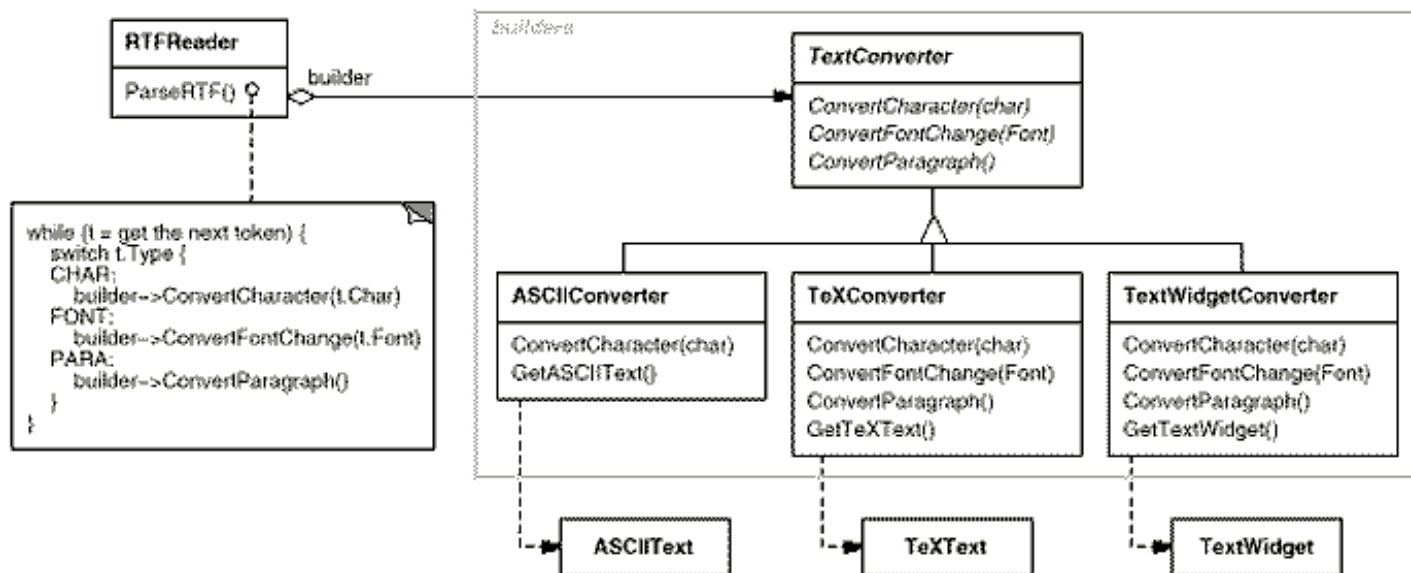 RTFReader
ParseRTF()
builder
builders
TextConverter
ConvertCharacter(char)
ConvertFontChange(Font)
ConvertParagraph()
while (t = get the next token) {
switch t.Type {
CHAR:
builder->ConvertCharacter(t.Char)
FONT:
builder->ConvertFontChange(t.Font)
PARA:
builder->ConvertParagraph()
}
}
ASCIIConverter
ConvertCharacter(char)
GetASCIIText()
TeXConverter
ConvertCharacter(char)
ConvertFontChange(Font)
ConvertParagraph()
GetTeXText()
TextWidgetConverter
ConvertCharacter(char)
ConvertFontChange(Font)
ConvertParagraph()
GetTextWidget()
ASCIIText
TeXText
TextWidget